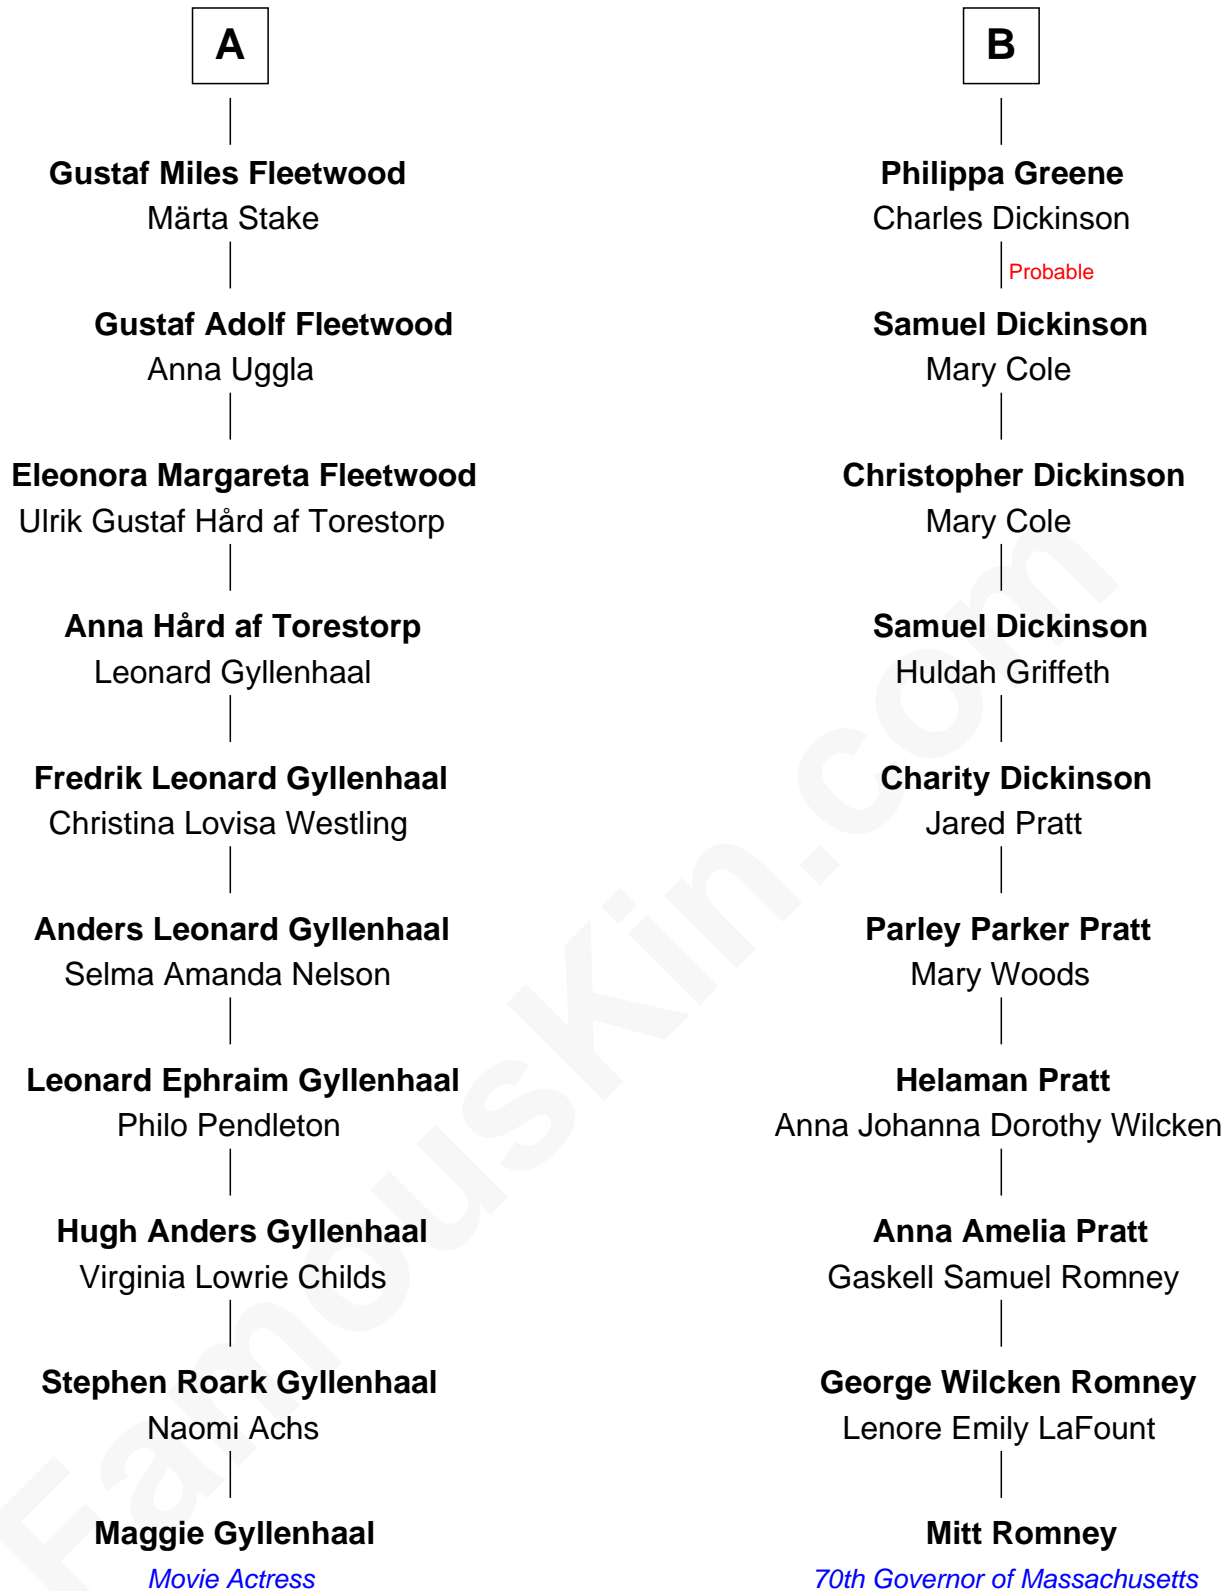 A
Gustaf Miles Fleetwood
Märta Stake
Gustaf Adolf Fleetwood
Anna Uggla
Eleonora Margareta Fleetwood
Ulrik Gustaf Hård af Torestorp
Anna Hård af Torestorp
Leonard Gyllenhaal
Fredrik Leonard Gyllenhaal
Christina Lovisa Westling
Anders Leonard Gyllenhaal
Selma Amanda Nelson
Leonard Ephraim Gyllenhaal
Philo Pendleton
Hugh Anders Gyllenhaal
Virginia Lowrie Childs
Stephen Roark Gyllenhaal
Naomi Achs
Maggie Gyllenhaal
Movie Actress
B
Philippa Greene
Charles Dickinson
Probable
Samuel Dickinson
Mary Cole
Christopher Dickinson
Mary Cole
Samuel Dickinson
Huldah Griffeth
Charity Dickinson
Jared Pratt
Parley Parker Pratt
Mary Woods
Helaman Pratt
Anna Johanna Dorothy Wilcken
Anna Amelia Pratt
Gaskell Samuel Romney
George Wilcken Romney
Lenore Emily LaFount
Mitt Romney
70th Governor of Massachusetts
FamousKin.com